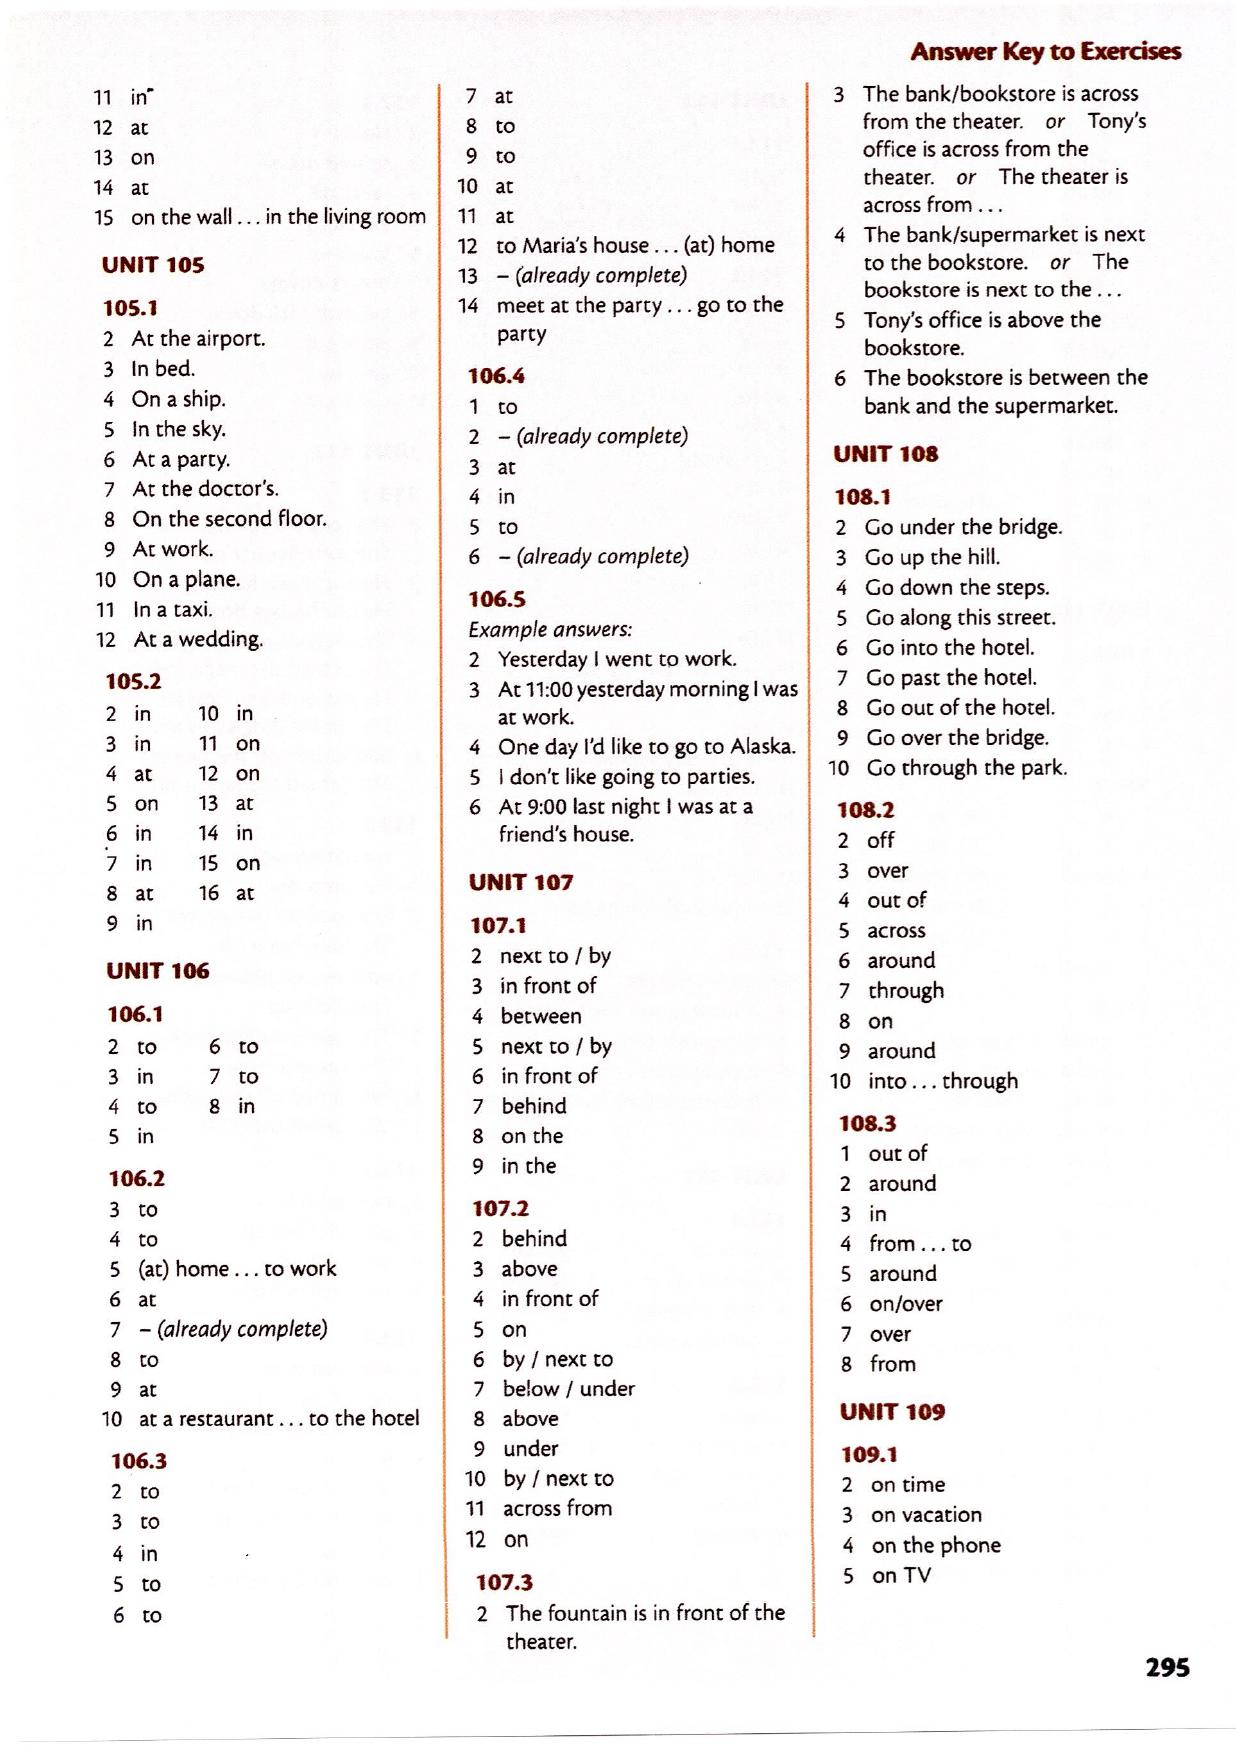 Answer Key to Exercises
11 in
12 at
13 on
14 at
15 on the wall . . . in the living room
UNIT 105
105.1
2 At the airport.
3 In bed.
4 On a ship.
5 In the sky.
6 At a party.
7 At the doctor's.
8 On the second floor.
9 At work.
10 On a plane.
11 In a taxi.
12 At a wedding.
105.2
2 in 10 in
3 in 11 on
4 at 12 on
5 on 13 at
6 in 14 in
7 in 15 on
8 at 16 at
9 in
UNIT 106
106.1
2 to 6 to
3 in 7 to
4 to 8 in
5 in
106.2
3 to
4 to
5 (at) home . . . to work
6 at
7 – (already complete)
8 to
9 at
10 at a restaurant . . . to the hotel
106.3
2 to
3 to
4 in
5 to
6 to
7 at
8 to
9 to
10 at
11 at
12 to Maria's house . . . (at) home
13 – (already complete)
14 meet at the party . . . go to the
party
106.4
1 to
2 – (already complete)
3 at
4 in
5 to
6 – (already complete)
106.5
Example answers:
2 Yesterday I went to work.
3 At 11:00 yesterday morning I was
at work.
4 One day I'd like to go to Alaska.
5 I don't like going to parties.
6 At 9:00 last night I was at a
friend's house.
UNIT 107
107.1
2 next to / by
3 in front of
4 between
5 next to / by
6 in front of
7 behind
8 on the
9 in the
107.2
2 behind
3 above
4 in front of
5 on
6 by / next to
7 below / under
8 above
9 under
10 by / next to
11 across from
12 on
107.3
2 The fountain is in front of the
theater.
3 The bank/bookstore is across
from the theater. or Tony's
office is across from the
theater. or The theater is
across from . . .
4 The bank/supermarket is next
to the bookstore. or The
bookstore is next to the . . .
5 Tony's office is above the
bookstore.
6 The bookstore is between the
bank and the supermarket.
UNIT 108
108.1
2 Go under the bridge.
3 Go up the hill.
4 Go down the steps.
5 Go along this street.
6 Go into the hotel.
7 Go past the hotel.
8 Go out of the hotel.
9 Go over the bridge.
10 Go through the park.
108.2
2 off
3 over
4 out of
5 across
6 around
7 through
8 on
9 around
10 into . . . through
108.3
1 out of
2 around
3 in
4 from . . . to
5 around
6 on/over
7 over
8 from
UNIT 109
109.1
2 on time
3 on vacation
4 on the phone
5 on TV
295